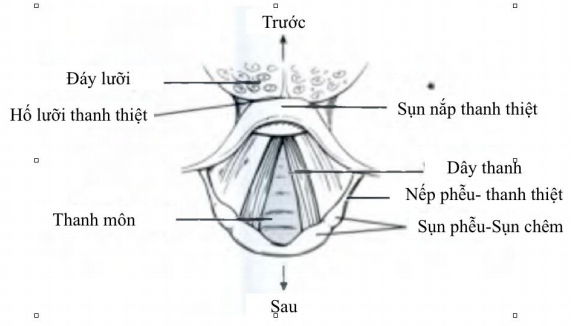 Trước
Đáy lưỡi
Hố lưỡi thanh thiệt
Sụn nắp thanh thiệt
Dây thanh
Nếp phễu- thanh thiệt
Thanh môn
Sụn phễu-Sụn chêm
Sau